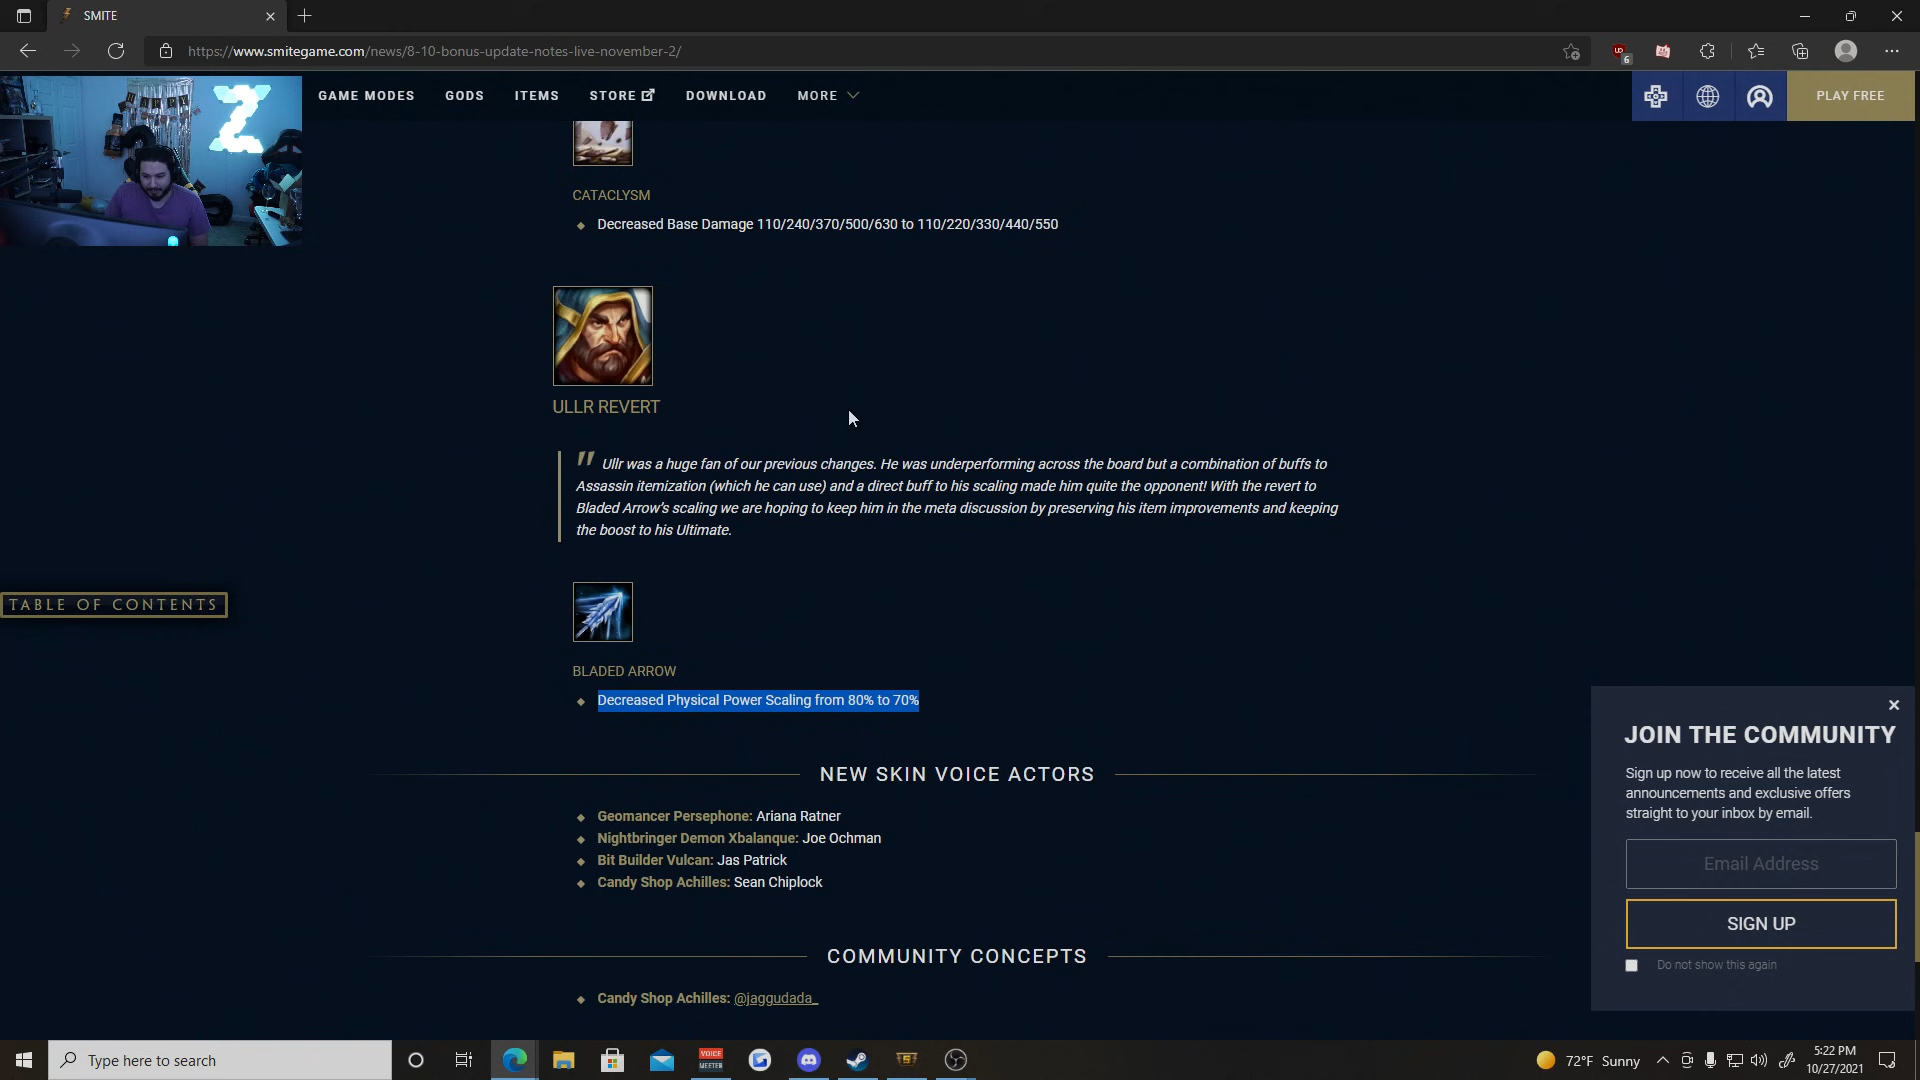 SMITE
https://www.smitegame.com/news/8-10-bonus-update-notes-live-november-2/
6
GAME MODES GODS ITEMS STORE DOWNLOAD MORE
PLAY FREE
CATACLYSM
Decreased Base Damage 110/240/370/500/630 to 110/220/330/440/550
ULLR REVERT
" Ullr was a huge fan of our previous changes. He was underperforming across the board but a combination of buffs to
Assassin itemization (which he can use) and a direct buff to his scaling made him quite the opponent! With the revert to
Bladed Arrow's scaling we are hoping to keep him in the meta discussion by preserving his item improvements and keeping
the boost to his Ultimate.
TABLE OF CONTENTS
BLADED ARROW
Decreased Physical Power Scaling from 80% to 70%
NEW SKIN VOICE ACTORS
Geomancer Persephone: Ariana Ratner
Nightbringer Demon Xbalanque: Joe Ochman
Bit Builder Vulcan: Jas Patrick
Candy Shop Achilles: Sean Chiplock
COMMUNITY CONCEPTS
Candy Shop Achilles: @jaggudada_
JOIN THE COMMUNITY
Sign up now to receive all the latest
announcements and exclusive offers
straight to your inbox by email.
Email Address
SIGN UP
Do not show this again
Type here to search
VOICE
MEETER
72°F Sunny
5:22 PM
10/27/2021